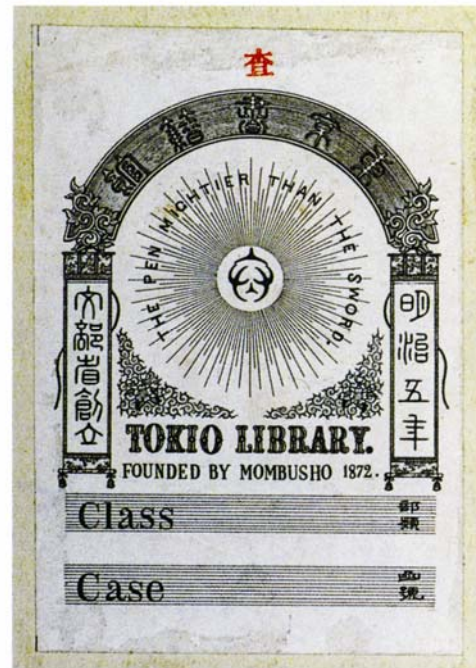 査
東京書籍館
THE PEN MIGHTIER THAN THE SWORD.
明治五年
文部省創立
TOKIO LIBRARY.
FOUNDED BY MOMBUSHO 1872.
Class 部類
Case 函號